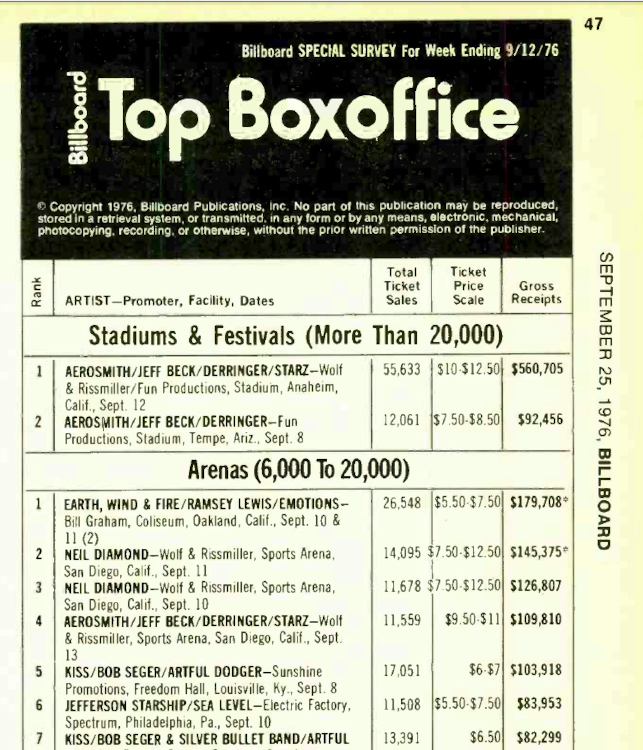 47
Billboard SPECIAL SURVEY For Week Ending 9/12/76
Billboard Top Boxoffice
© Copyright 1976, Billboard Publications, Inc. No part of this publication may be reproduced,
stored in a retrieval system, or transmitted, in any form or by any means, electronic, mechanical,
photocopying, recording, or otherwise, without the prior written permission of the publisher.
Rank ARTIST—Promoter, Facility, Dates Total Ticket Sales Ticket Price Scale Gross Receipts
Stadiums & Festivals (More Than 20,000)
1 AEROSMITH/JEFF BECK/DERRINGER/STARZ—Wolf 55,633 $10-$12.50 $560,705
& Rissmiller/Fun Productions, Stadium, Anaheim,
Calif., Sept. 12
2 AEROSMITH/JEFF BECK/DERRINGER—Fun 12,061 $7.50-$8.50 $92,456
Productions, Stadium, Tempe, Ariz., Sept. 8
Arenas (6,000 To 20,000)
1 EARTH, WIND & FIRE/RAMSEY LEWIS/EMOTIONS— 26,548 $5.50-$7.50 $179,708*
Bill Graham, Coliseum, Oakland, Calif., Sept. 10 &
11 (2)
2 NEIL DIAMOND—Wolf & Rissmiller, Sports Arena, 14,095 $7.50-$12.50 $145,375*
San Diego, Calif., Sept. 11
3 NEIL DIAMOND—Wolf & Rissmiller, Sports Arena, 11,678 $7.50-$12.50 $126,807
San Diego, Calif., Sept. 10
4 AEROSMITH/JEFF BECK/DERRINGER/STARZ—Wolf 11,559 $9.50-$11 $109,810
& Rissmiller, Sports Arena, San Diego, Calif., Sept.
13
5 KISS/BOB SEGER/ARTFUL DODGER—Sunshine 17,051 $6-$7 $103,918
Promotions, Freedom Hall, Louisville, Ky., Sept. 8
6 JEFFERSON STARSHIP/SEA LEVEL—Electric Factory, 11,508 $5.50-$7.50 $83,953
Spectrum, Philadelphia, Pa., Sept. 10
7 KISS/BOB SEGER & SILVER BULLET BAND/ARTFUL 13,391 $6.50 $82,299
SEPTEMBER 25, 1976, BILLBOARD